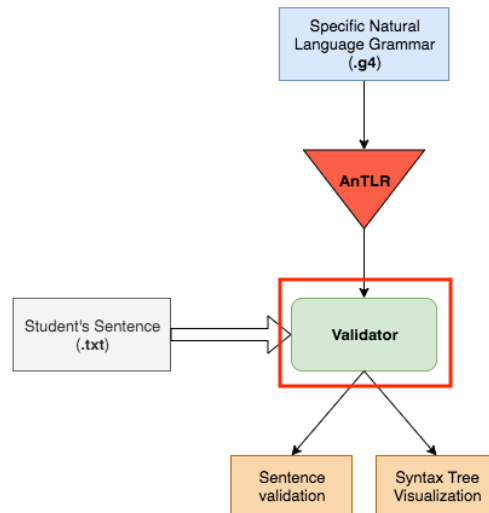 Specific Natural
Language Grammar
(.g4)
AnTLR
Student's Sentence
(.txt)
Validator
Sentence
validation
Syntax Tree
Visualization